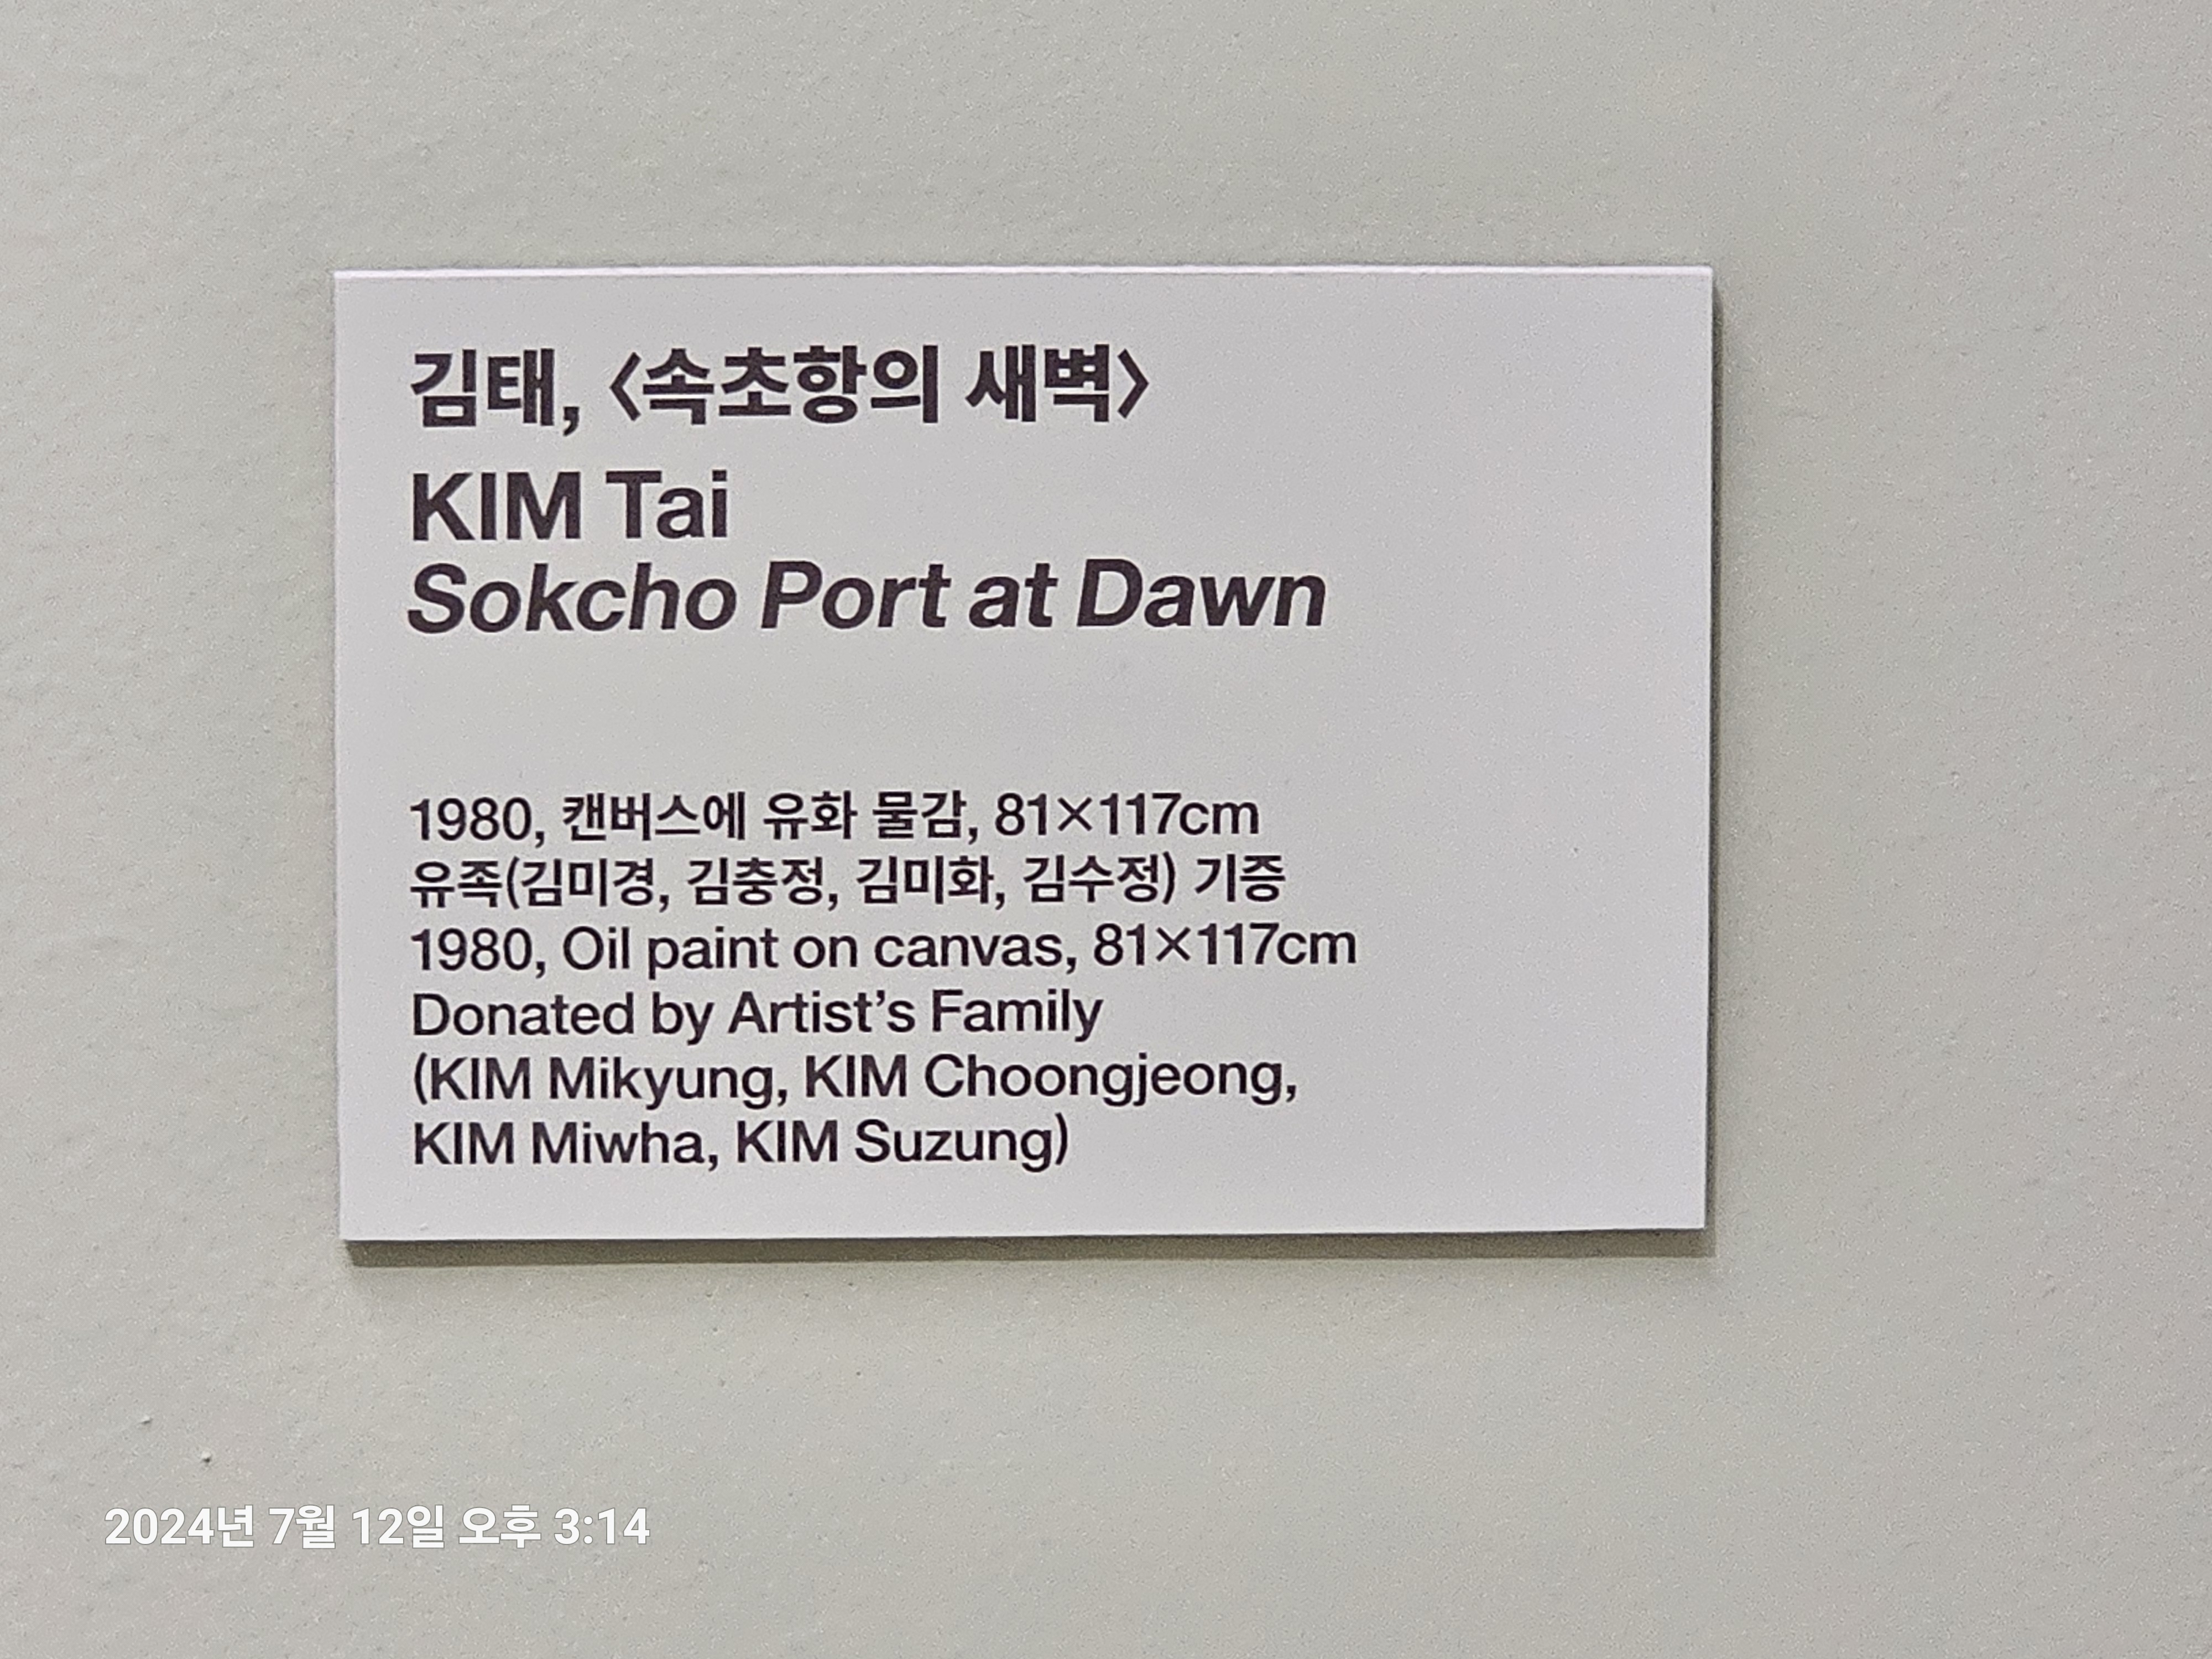 김태, 〈속초항의 새벽〉
KIM Tai
Sokcho Port at Dawn
1980, 캔버스에 유화 물감, 81×117cm
유족(김미경, 김충정, 김미화, 김수정) 기증
1980, Oil paint on canvas, 81×117cm
Donated by Artist’s Family
(KIM Mikyung, KIM Choongjeong,
KIM Miwha, KIM Suzung)
2024년 7월 12일 오후 3:14